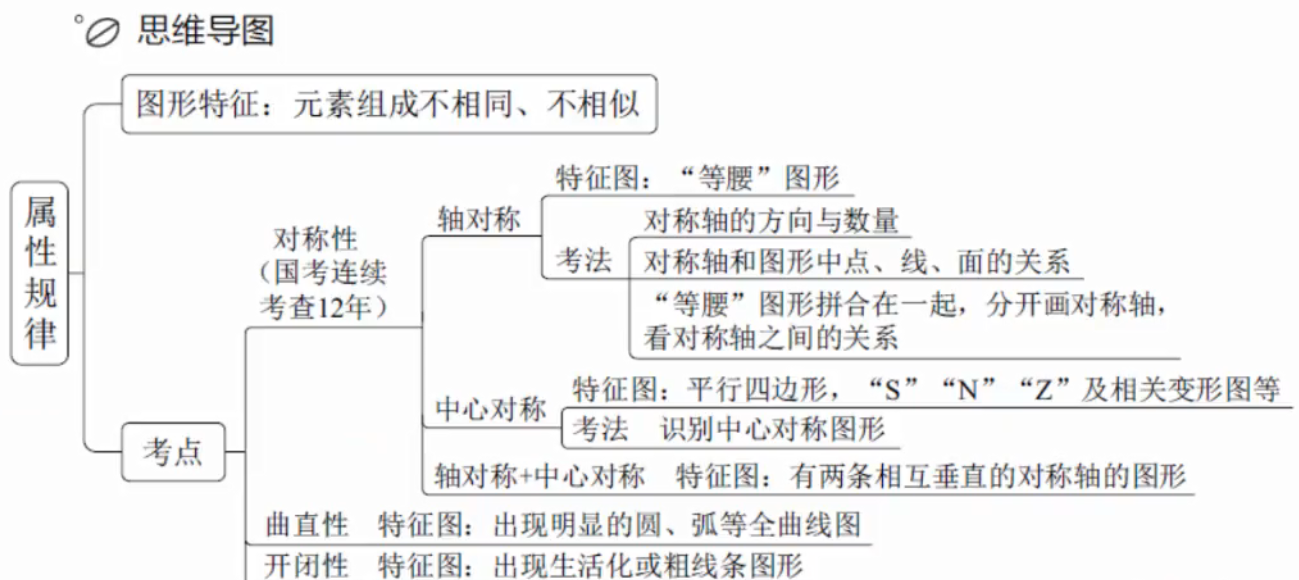 思维导图
图形特征：元素组成不相同、不相似
属性规律
特征图：“等腰”图形
轴对称
对称轴的方向与数量
对称性
（国考连续
考查12年）
考法
对称轴和图形中点、线、面的关系
“等腰”图形拼合在一起，分开画对称轴，
看对称轴之间的关系
特征图：平行四边形，“S”“N”“Z”及相关变形图等
中心对称
考法 识别中心对称图形
考点
轴对称+中心对称 特征图：有两条相互垂直的对称轴的图形
曲直性 特征图：出现明显的圆、弧等全曲线图
开闭性 特征图：出现生活化或粗线条图形